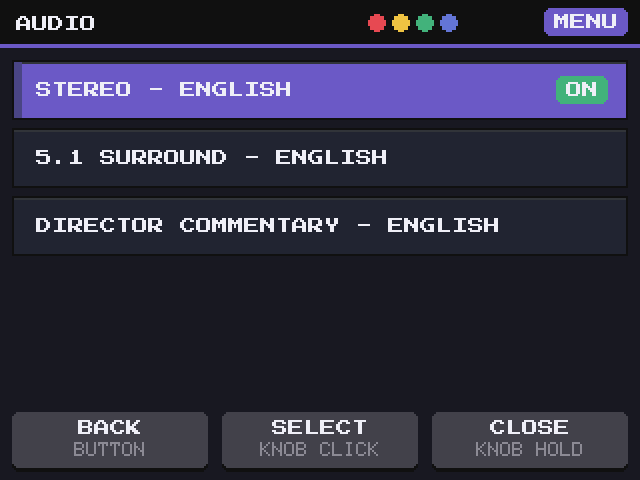 AUDIO
MENU
STEREO - ENGLISH
ON
5.1 SURROUND - ENGLISH
DIRECTOR COMMENTARY - ENGLISH
BACK
BUTTON
SELECT
KNOB CLICK
CLOSE
KNOB HOLD